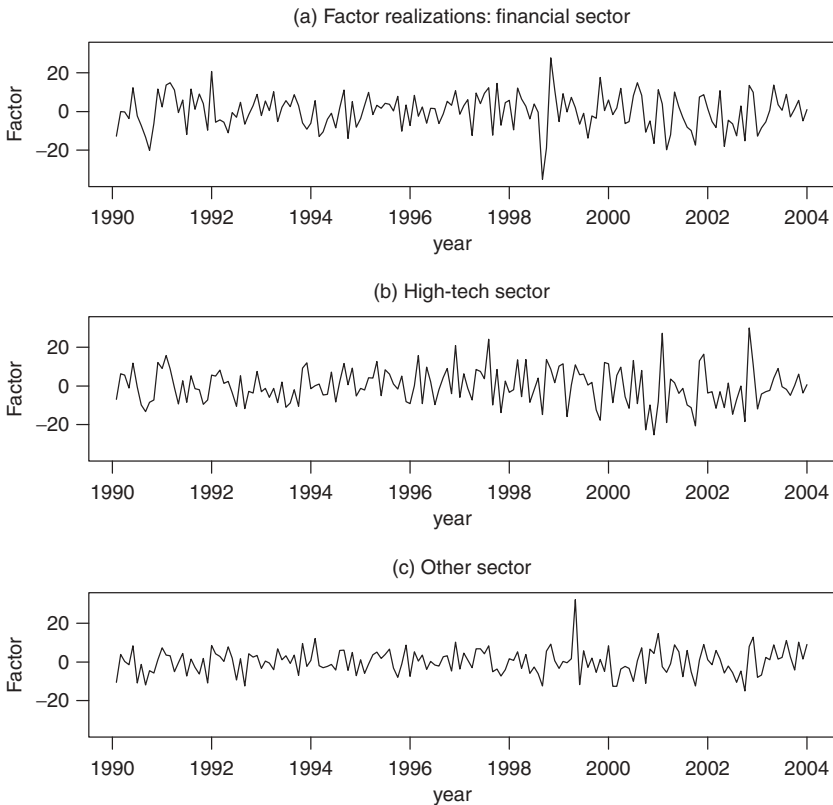 (a) Factor realizations: financial sector
Factor
20
0
−20
1990 1992 1994 1996 1998 2000 2002 2004
year
(b) High-tech sector
Factor
20
0
−20
1990 1992 1994 1996 1998 2000 2002 2004
year
(c) Other sector
Factor
20
0
−20
1990 1992 1994 1996 1998 2000 2002 2004
year